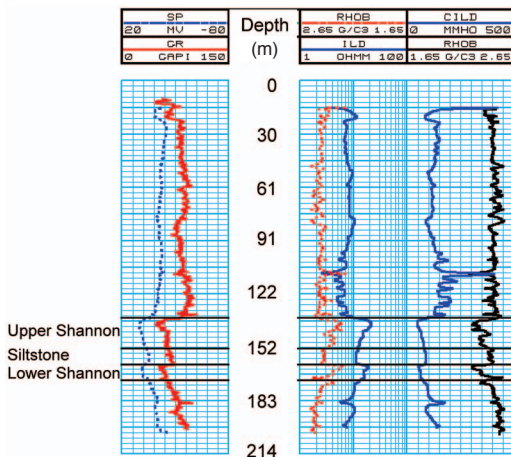 SP
20 MV -80
GR
0 GAPI 150
Depth
(m)
RHOB
2.65 G/C3 1.65
ILD
1 OHMM 100
CILD
0 MMHO 500
RHOB
1.65 G/C3 2.65
0
30
61
91
122
Upper Shannon
152
Siltstone
Lower Shannon
183
214